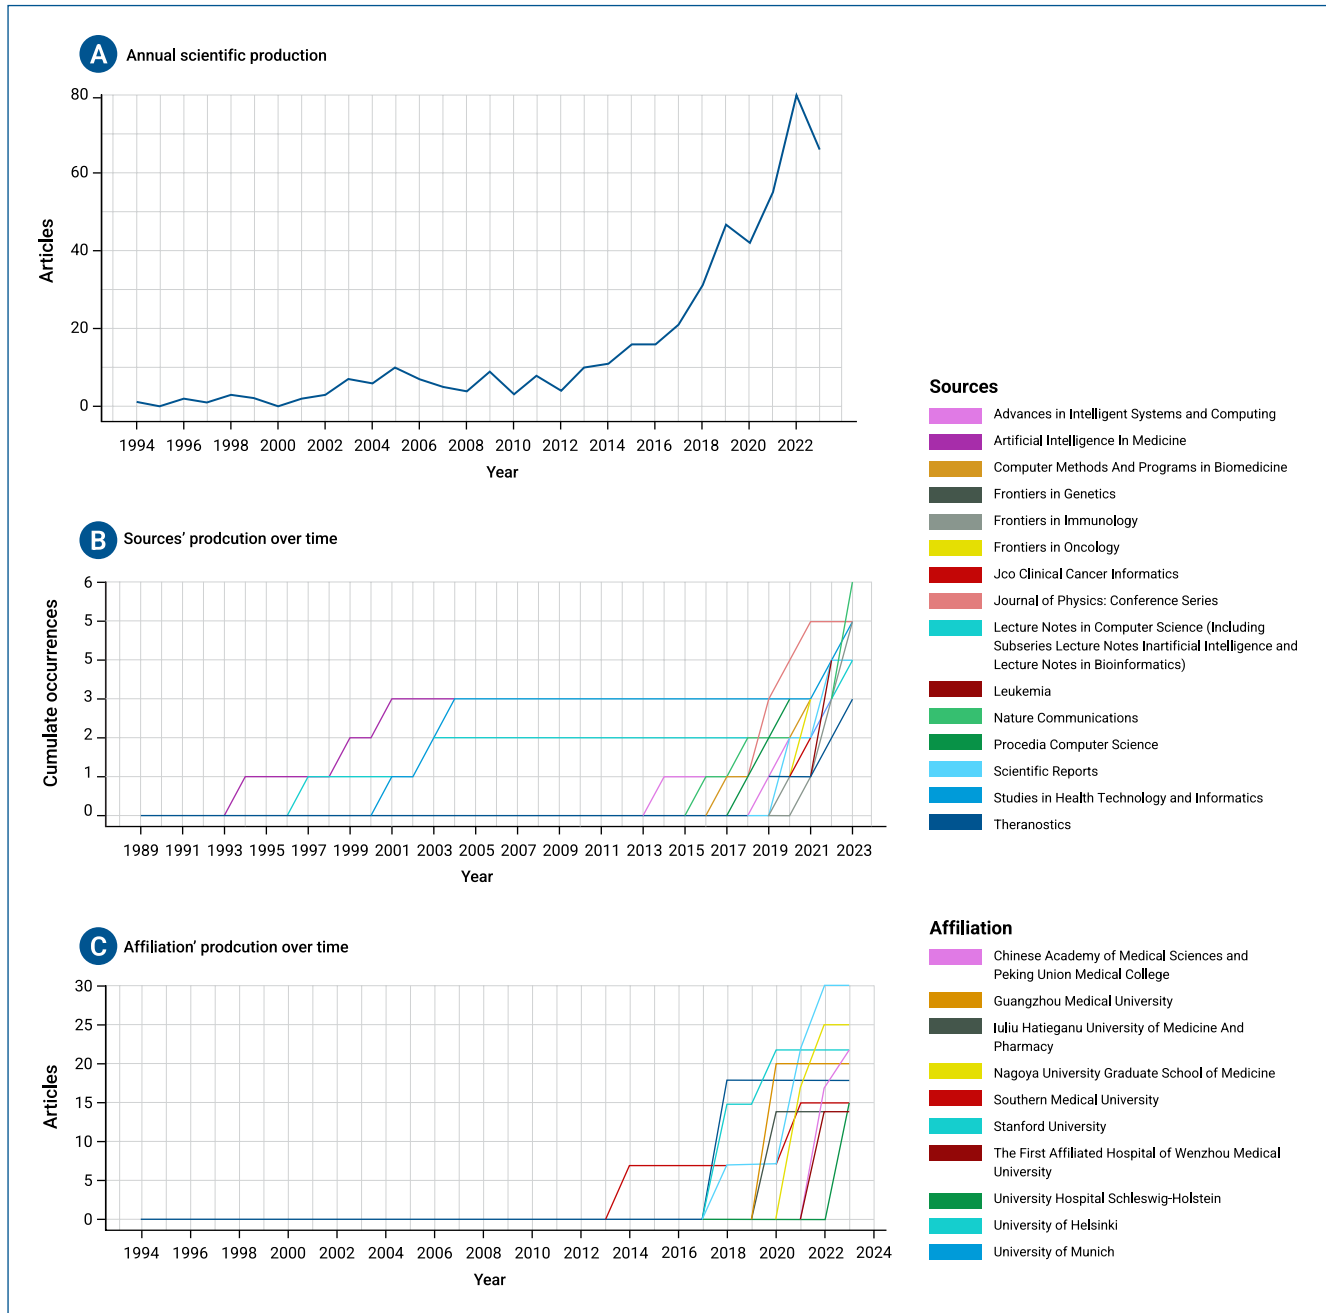 A Annual scientific production
80
60
40
20
0
Articles
1994 1996 1998 2000 2002 2004 2006 2008 2010 2012 2014 2016 2018 2020 2022
Year
B Sources' prodcution over time
6
5
5
3
2
1
0
Cumulate occurrences
1989 1991 1993 1995 1997 1999 2001 2003 2005 2007 2009 2011 2013 2015 2017 2019 2021 2023
Year
Sources
Advances in Intelligent Systems and Computing
Artificial Intelligence In Medicine
Computer Methods And Programs in Biomedicine
Frontiers in Genetics
Frontiers in Immunology
Frontiers in Oncology
Jco Clinical Cancer Informatics
Journal of Physics: Conference Series
Lecture Notes in Computer Science (Including
Subseries Lecture Notes Inartificial Intelligence and
Lecture Notes in Bioinformatics)
Leukemia
Nature Communications
Procedia Computer Science
Scientific Reports
Studies in Health Technology and Informatics
Theranostics
C Affiliation' prodcution over time
30
25
20
15
10
5
0
Articles
1994 1996 1998 2000 2002 2004 2006 2008 2010 2012 2014 2016 2018 2020 2022 2024
Year
Affiliation
Chinese Academy of Medical Sciences and
Peking Union Medical College
Guangzhou Medical University
Iuliu Hatieganu University of Medicine And
Pharmacy
Nagoya University Graduate School of Medicine
Southern Medical University
Stanford University
The First Affiliated Hospital of Wenzhou Medical
University
University Hospital Schleswig-Holstein
University of Helsinki
University of Munich